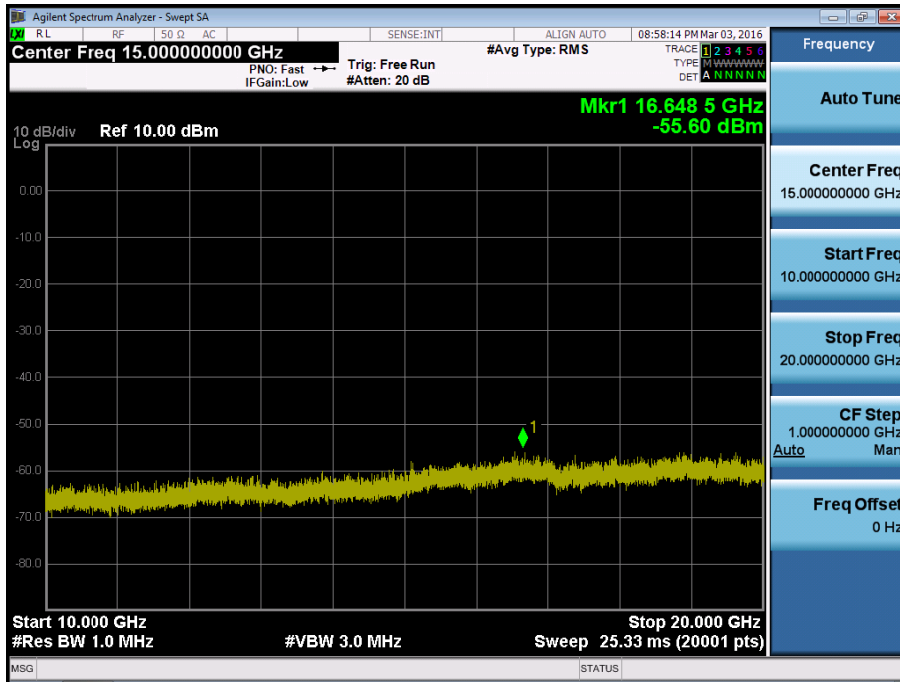 Agilent Spectrum Analyzer - Swept SA
LXI RL RF 50 Ω AC SENSE:INT ALIGN AUTO 08:58:14 PM Mar 03, 2016
Center Freq 15.000000000 GHz
PNO: Fast
IFGain:Low
Trig: Free Run
#Atten: 20 dB
#Avg Type: RMS
TRACE 1 2 3 4 5 6
TYPE M WWWWW
DET A N N N N N
Mkr1 16.648 5 GHz
-55.60 dBm
10 dB/div Ref 10.00 dBm
Log
0.00
-10.0
-20.0
-30.0
-40.0
-50.0
-60.0
-70.0
-80.0
1
Start 10.000 GHz Stop 20.000 GHz
#Res BW 1.0 MHz #VBW 3.0 MHz Sweep 25.33 ms (20001 pts)
MSG STATUS
Frequency
Auto Tune
Center Freq
15.000000000 GHz
Start Freq
10.000000000 GHz
Stop Freq
20.000000000 GHz
CF Step
1.000000000 GHz
Auto Man
Freq Offset
0 Hz